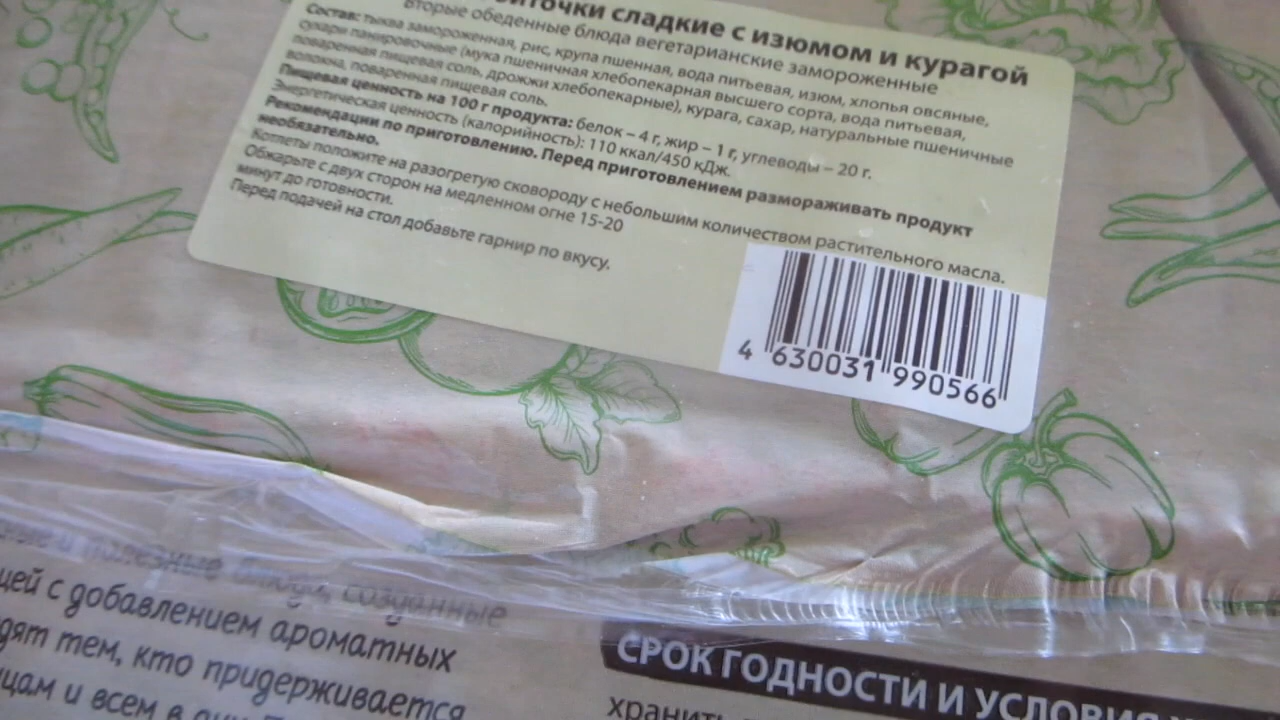 биточки сладкие с изюмом и курагой
Вторые обеденные блюда вегетарианские замороженные
Состав: тыква замороженная, рис, крупа пшенная, вода питьевая, изюм, хлопья овсяные,
сухари панировочные (мука пшеничная хлебопекарная высшего сорта, вода питьевая,
поваренная пищевая соль, дрожжи хлебопекарные), курага, сахар, натуральные пшеничные
волокна, поваренная пищевая соль.
Пищевая ценность на 100 г продукта: белок – 4 г, жир – 1 г, углеводы – 20 г.
Энергетическая ценность (калорийность): 110 ккал/450 кДж.
Рекомендации по приготовлению. Перед приготовлением размораживать продукт
необязательно.
Котлеты положите на разогретую сковороду с небольшим количеством растительного масла.
Обжарьте с двух сторон на медленном огне 15-20
минут до готовности.
Перед подачей на стол добавьте гарнир по вкусу.
4 630031 990566
и полезные блюда, созданные
щей с добавлением ароматных
дят тем, кто придерживается
цам и всем в
СРОК ГОДНОСТИ И УСЛОВИЯ
хранить